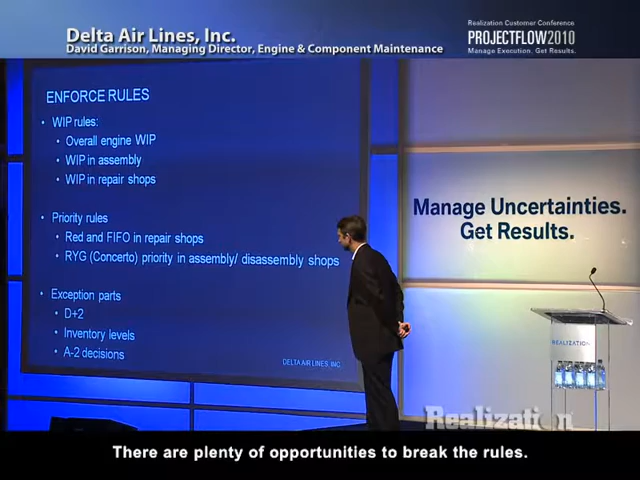 Delta Air Lines, Inc.
David Garrison, Managing Director, Engine & Component Maintenance
Realization Customer Conference
PROJECTFLOW2010
Manage Execution. Get Results.
ENFORCE RULES
• WIP rules:
• Overall engine WIP
• WIP in assembly
• WIP in repair shops
• Priority rules
• Red and FIFO in repair shops
• RYG (Concerto) priority in assembly/ disassembly shops
• Exception parts
• D+2
• Inventory levels
• A-2 decisions
DELTA AIR LINES, INC.
Manage Uncertainties.
Get Results.
REALIZATION
Realization
There are plenty of opportunities to break the rules.